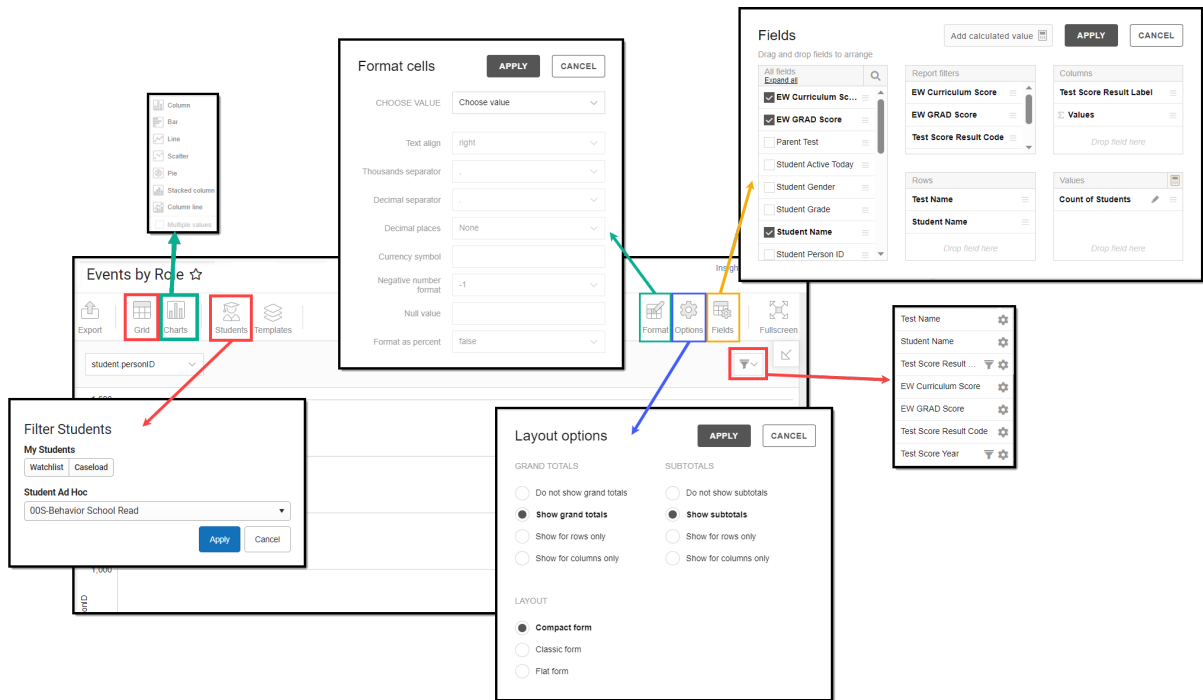 Column
Bar
Line
Scatter
Pie
Stacked column
Column line
Multiple values
Format cells
APPLY
CANCEL
CHOOSE VALUE
Choose value
Text align
right
Thousands separator
,
Decimal separator
.
Decimal places
None
Currency symbol
Negative number
format
-1
Null value
Format as percent
false
Fields
Add calculated value
APPLY
CANCEL
Drag and drop fields to arrange
All fields
Expand all
EW Curriculum Sc...
EW GRAD Score
Parent Test
Student Active Today
Student Gender
Student Grade
Student Name
Student Person ID
Report filters
EW Curriculum Score
EW GRAD Score
Test Score Result Code
Columns
Test Score Result Label
Σ Values
Drop field here
Rows
Test Name
Student Name
Drop field here
Values
Count of Students
Drop field here
Events by Role
Insigh
Export
Grid
Charts
Students
Templates
Format
Options
Fields
Fullscreen
student.personID
1,500
1,000
onID
Filter Students
My Students
Watchlist
Caseload
Student Ad Hoc
00S-Behavior School Read
Apply
Cancel
Layout options
APPLY
CANCEL
GRAND TOTALS
SUBTOTALS
Do not show grand totals
Do not show subtotals
Show grand totals
Show subtotals
Show for rows only
Show for rows only
Show for columns only
Show for columns only
LAYOUT
Compact form
Classic form
Flat form
Test Name
Student Name
Test Score Result ...
EW Curriculum Score
EW GRAD Score
Test Score Result Code
Test Score Year